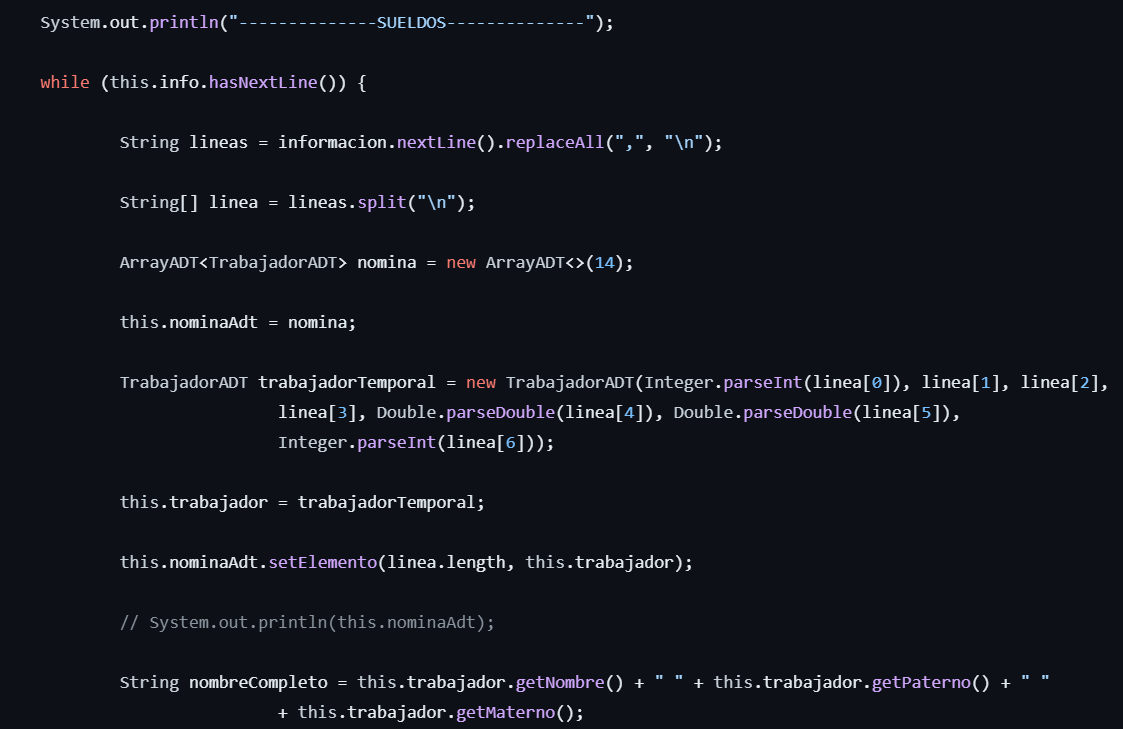 System.out.println("--------------SUELDOS--------------");
while (this.info.hasNextLine()) {
String lineas = informacion.nextLine().replaceAll(",", "\n");
String[] linea = lineas.split("\n");
ArrayADT<TrabajadorADT> nomina = new ArrayADT<>(14);
this.nominaAdt = nomina;
TrabajadorADT trabajadorTemporal = new TrabajadorADT(Integer.parseInt(linea[0]), linea[1], linea[2],
linea[3], Double.parseDouble(linea[4]), Double.parseDouble(linea[5]),
Integer.parseInt(linea[6]));
this.trabajador = trabajadorTemporal;
this.nominaAdt.setElemento(linea.length, this.trabajador);
// System.out.println(this.nominaAdt);
String nombreCompleto = this.trabajador.getNombre() + " " + this.trabajador.getPaterno() + " "
+ this.trabajador.getMaterno();